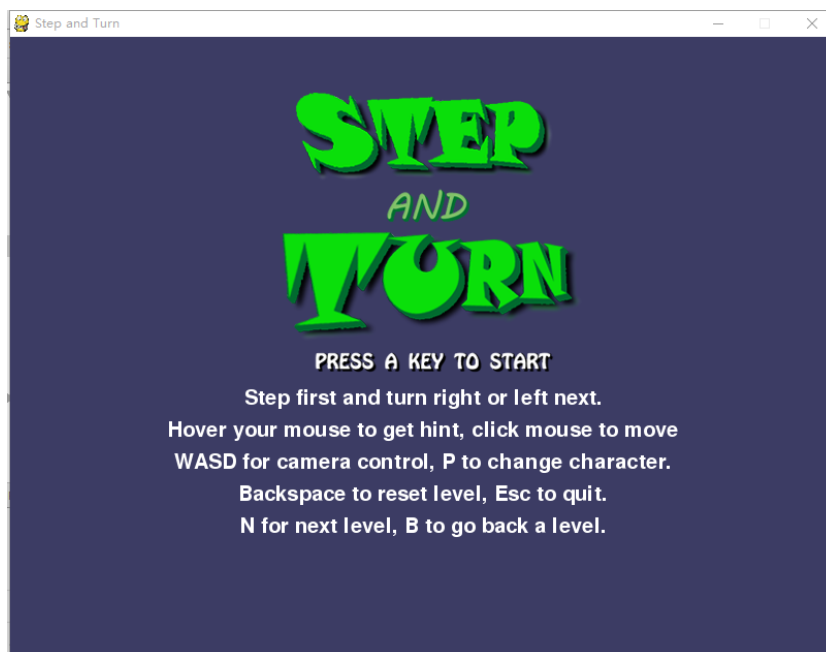 Step and Turn
STEP
AND
TURN
PRESS A KEY TO START
Step first and turn right or left next.
Hover your mouse to get hint, click mouse to move
WASD for camera control, P to change character.
Backspace to reset level, Esc to quit.
N for next level, B to go back a level.